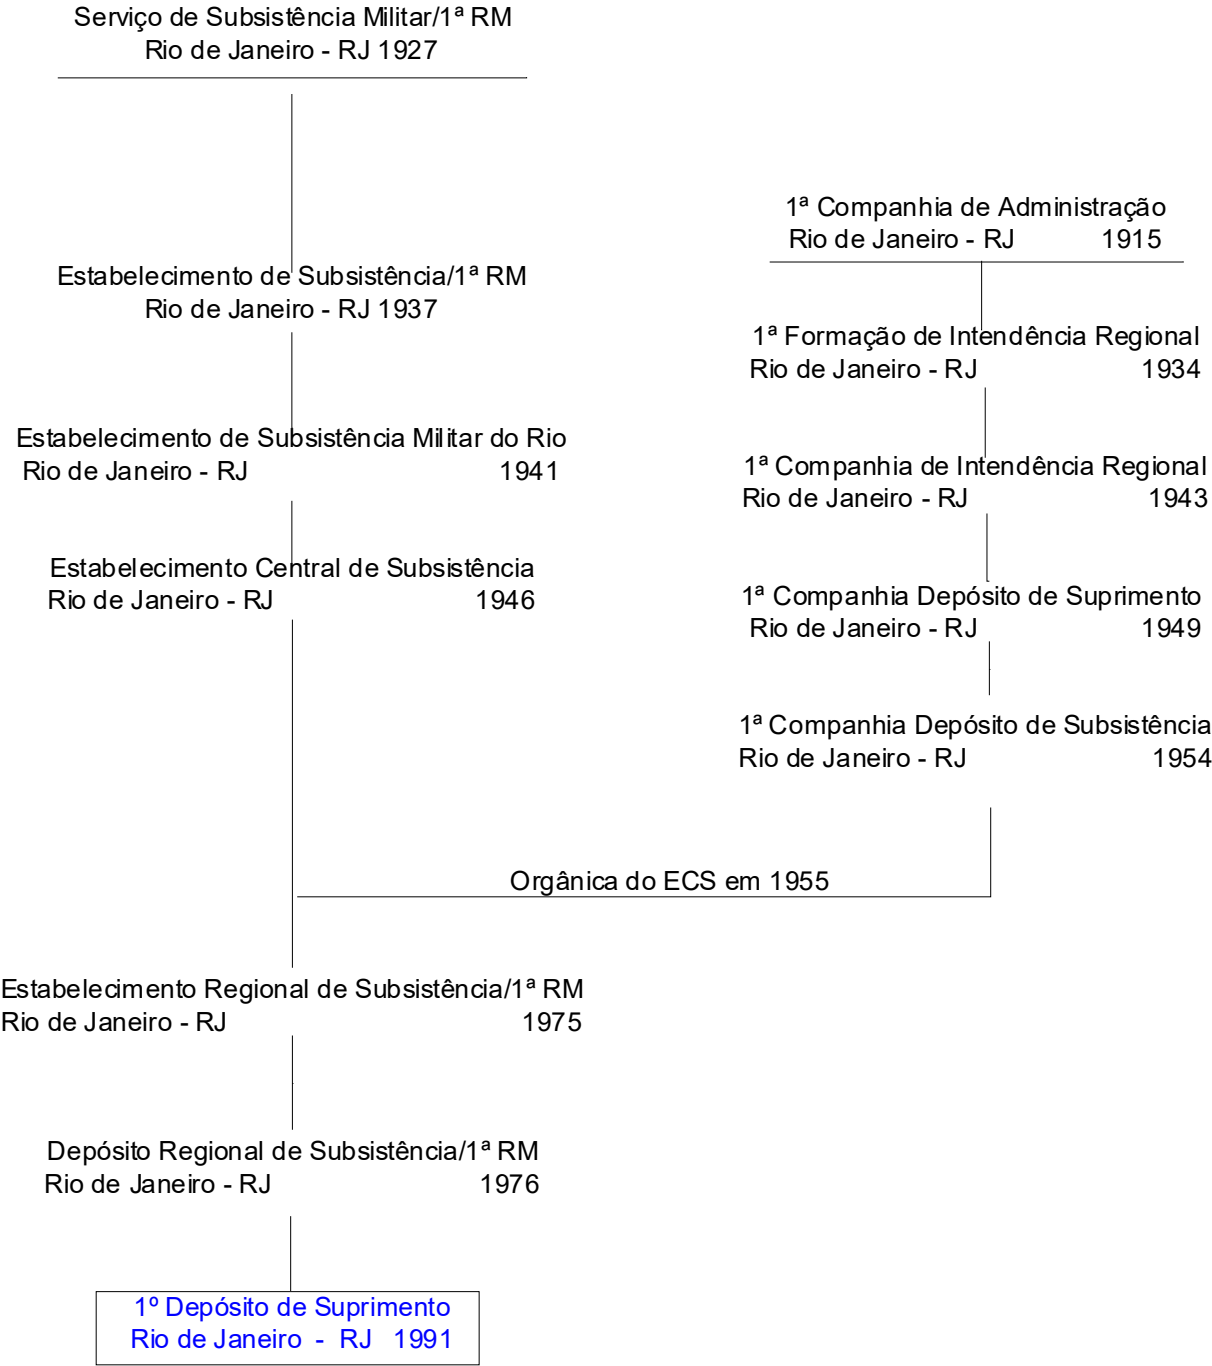 Serviço de Subsistência Militar/1ª RM
Rio de Janeiro - RJ 1927
Estabelecimento de Subsistência/1ª RM
Rio de Janeiro - RJ 1937
Estabelecimento de Subsistência Militar do Rio
Rio de Janeiro - RJ 1941
Estabelecimento Central de Subsistência
Rio de Janeiro - RJ 1946
1ª Companhia de Administração
Rio de Janeiro - RJ 1915
1ª Formação de Intendência Regional
Rio de Janeiro - RJ 1934
1ª Companhia de Intendência Regional
Rio de Janeiro - RJ 1943
1ª Companhia Depósito de Suprimento
Rio de Janeiro - RJ 1949
1ª Companhia Depósito de Subsistência
Rio de Janeiro - RJ 1954
Orgânica do ECS em 1955
Estabelecimento Regional de Subsistência/1ª RM
Rio de Janeiro - RJ 1975
Depósito Regional de Subsistência/1ª RM
Rio de Janeiro - RJ 1976
1º Depósito de Suprimento
Rio de Janeiro - RJ 1991